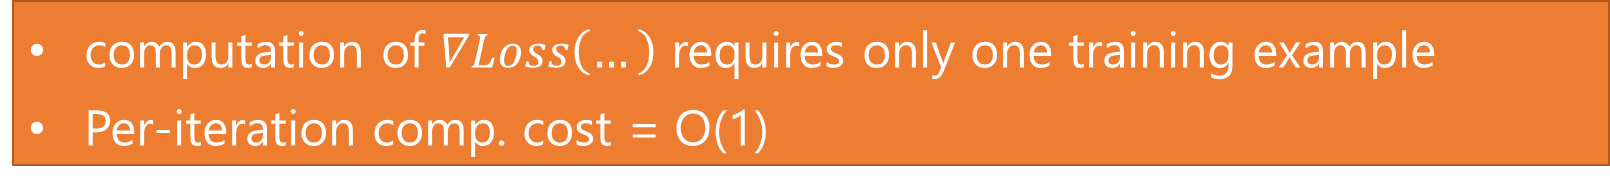 • computation of ∇Loss(… ) requires only one training example
• Per-iteration comp. cost = O(1)